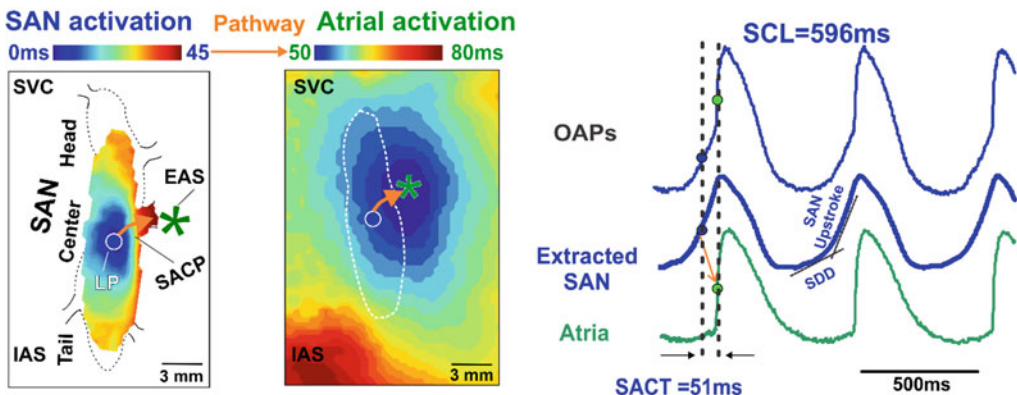 SAN activation
Pathway
Atrial activation
0ms
45
50
80ms
SVC
Head
SAN
Center
EAS
LP
SACP
Tail
IAS
3 mm
SVC
IAS
3 mm
SCL=596ms
OAPs
SAN
Upstroke
Extracted
SAN
SDD
Atria
SACT =51ms
500ms